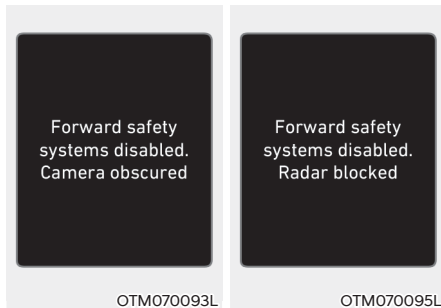 Forward safety
systems disabled.
Camera obscured
OTM070093L
Forward safety
systems disabled.
Radar blocked
OTM070095L